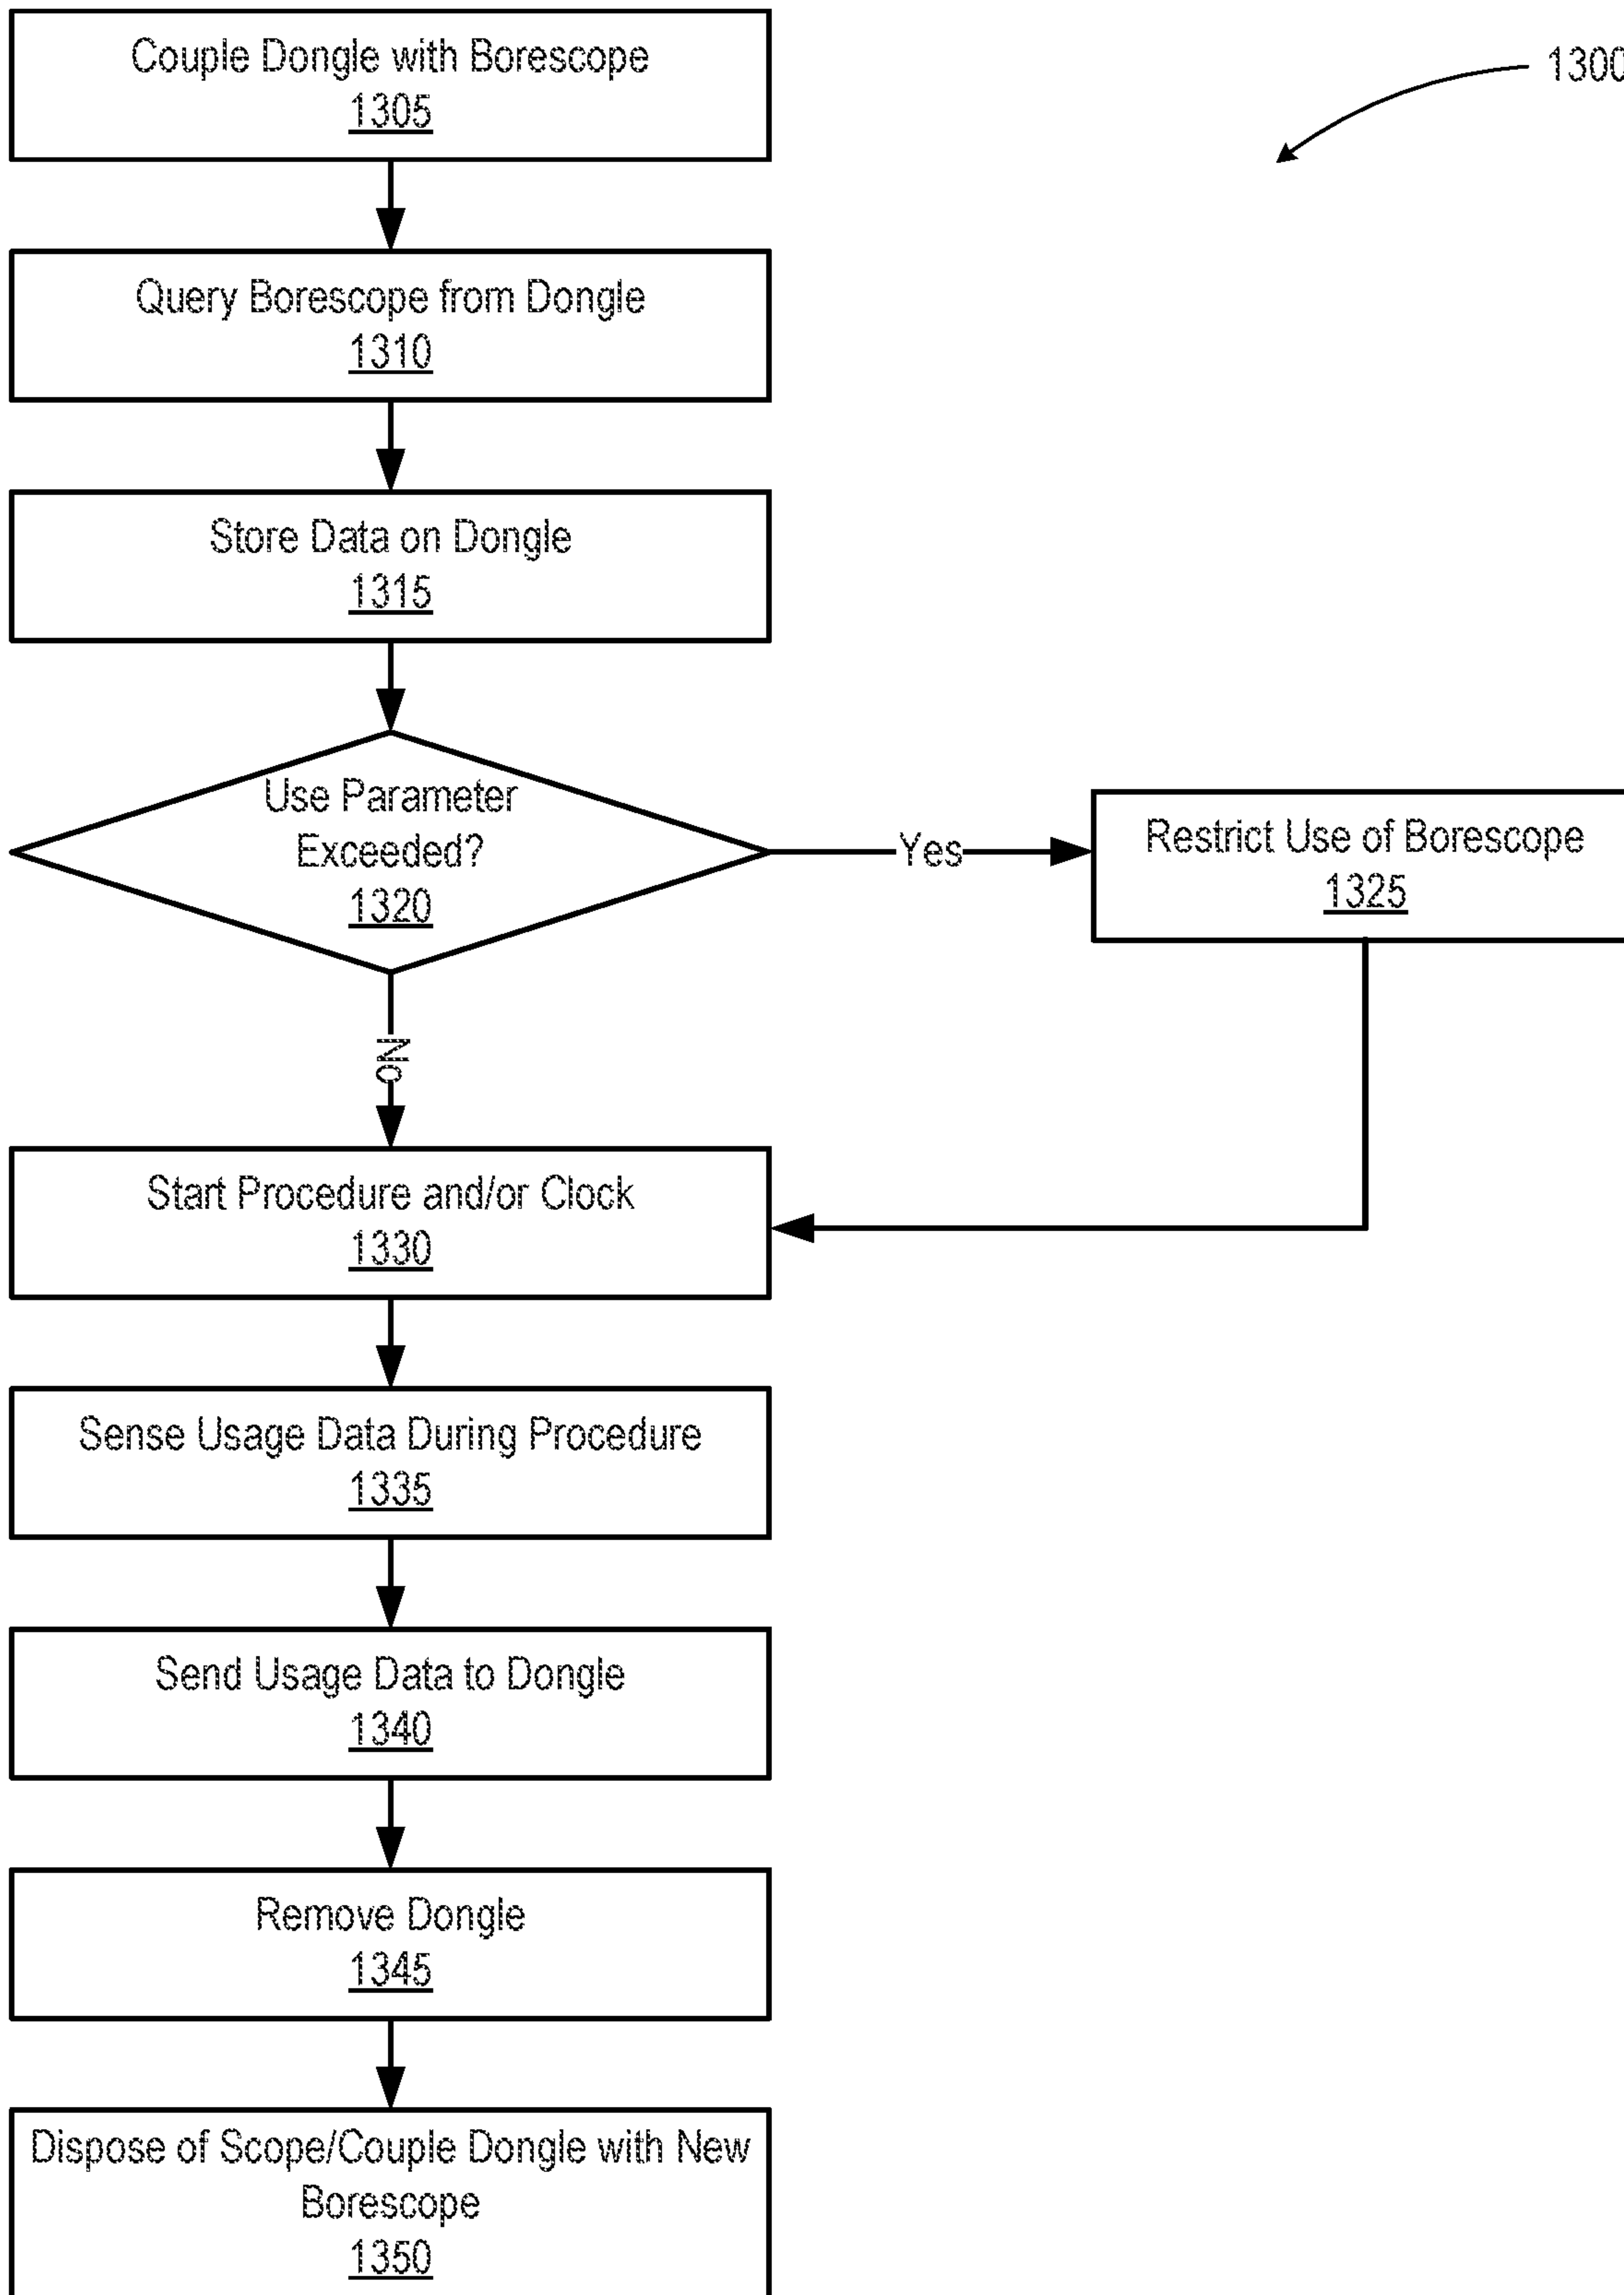 Couple Dongle with Borescope
1305
1300
Query Borescope from Dongle
1310
Store Data on Dongle
1315
Use Parameter
Exceeded?
1320
Yes
Restrict Use of Borescope
1325
No
Start Procedure and/or Clock
1330
Sense Usage Data During Procedure
1335
Send Usage Data to Dongle
1340
Remove Dongle
1345
Dispose of Scope/Couple Dongle with New
Borescope
1350